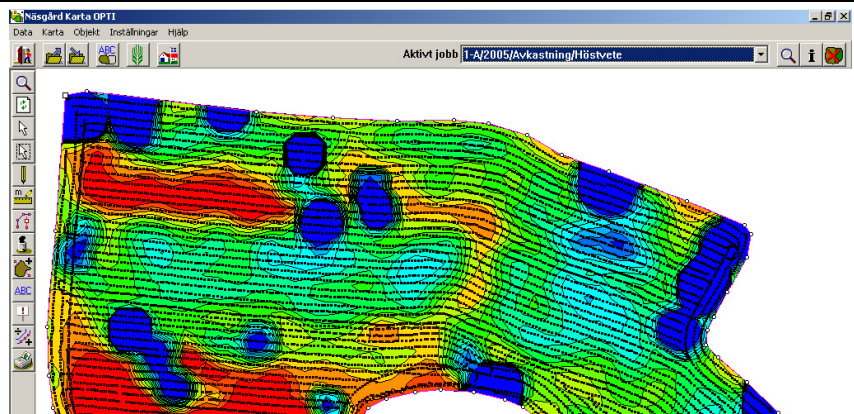 Näsgård Karta OPTI
Data Karta Objekt Inställningar Hjälp
ABC
Aktivt jobb 1-A/2005/Avkastning/Höstvete
i
m
ABC
!